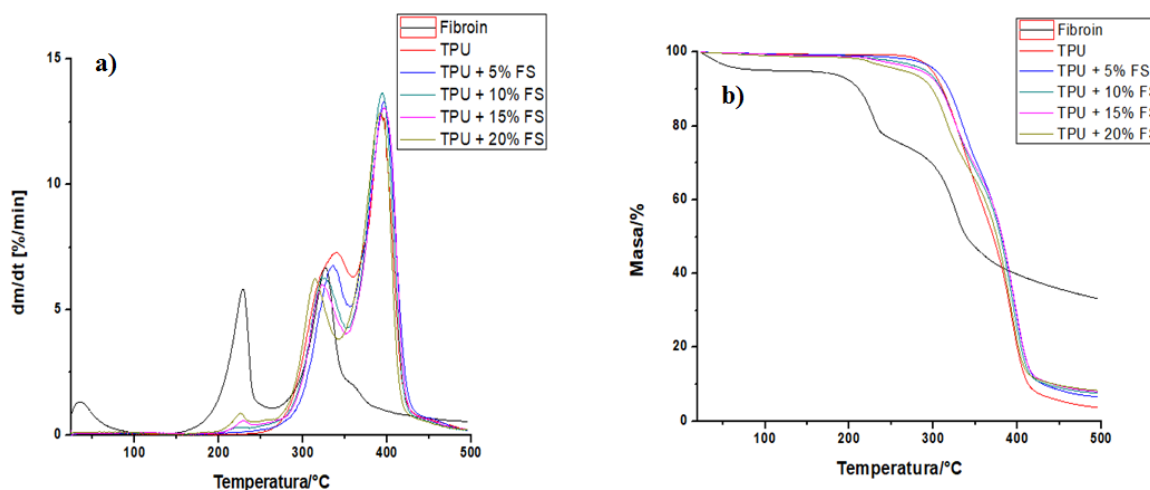 a)
Fibroin
TPU
TPU + 5% FS
TPU + 10% FS
TPU + 15% FS
TPU + 20% FS
15
10
5
0
dm/dt [%/min]
100
200
300
400
500
Temperatura/°C
b)
Fibroin
TPU
TPU + 5% FS
TPU + 10% FS
TPU + 15% FS
TPU + 20% FS
100
80
60
40
20
0
Masa/%
100
200
300
400
500
Temperatura/°C